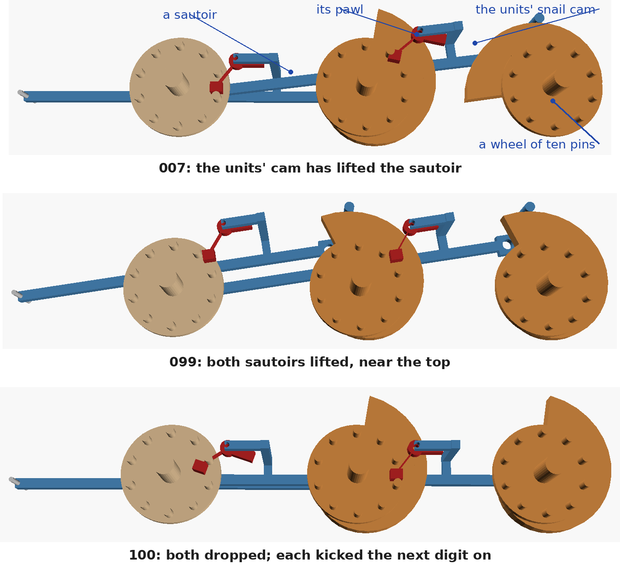 a sautoir
its pawl
the units' snail cam
a wheel of ten pins
007: the units' cam has lifted the sautoir
099: both sautoirs lifted, near the top
100: both dropped; each kicked the next digit on